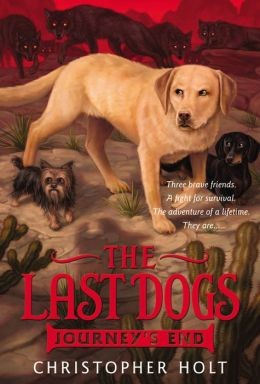 Three brave friends.
A fight for survival.
The adventure of a lifetime.
They are.....
THE
LAST DOGS
JOURNEY'S END
CHRISTOPHER HOLT